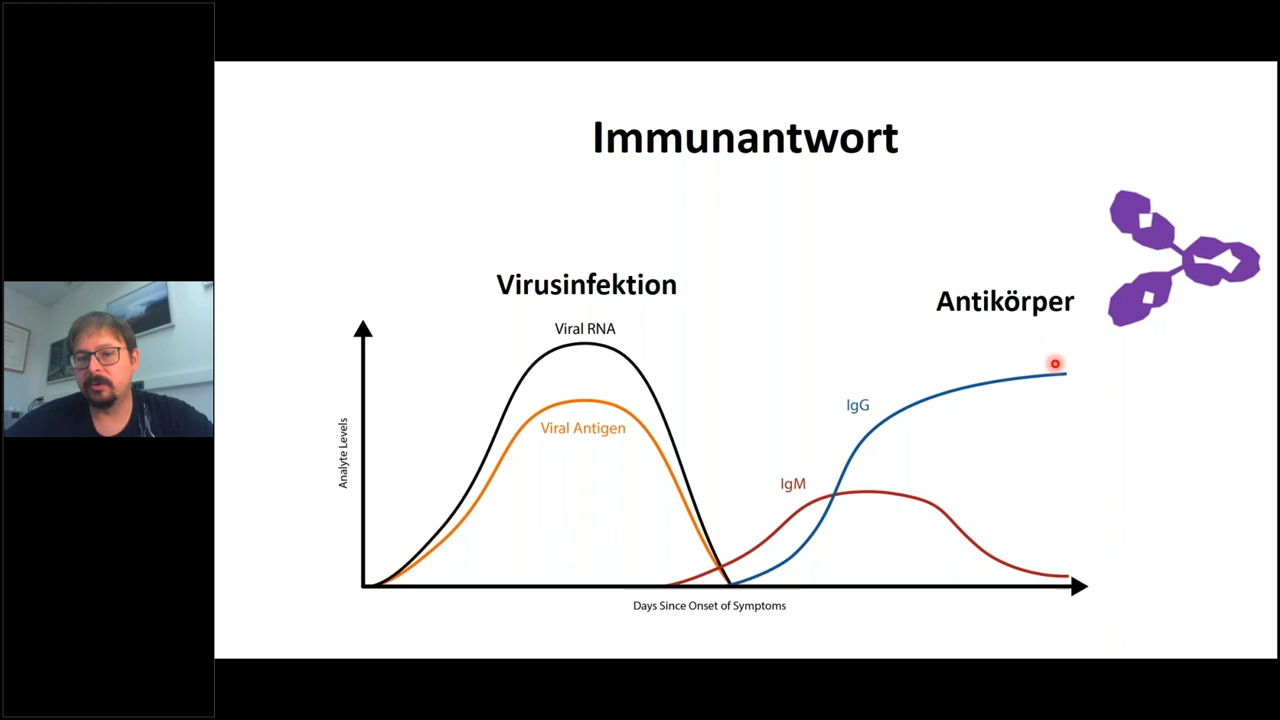 Immunantwort
Virusinfektion
Antikörper
Viral RNA
Viral Antigen
IgG
IgM
Analyte Levels
Days Since Onset of Symptoms